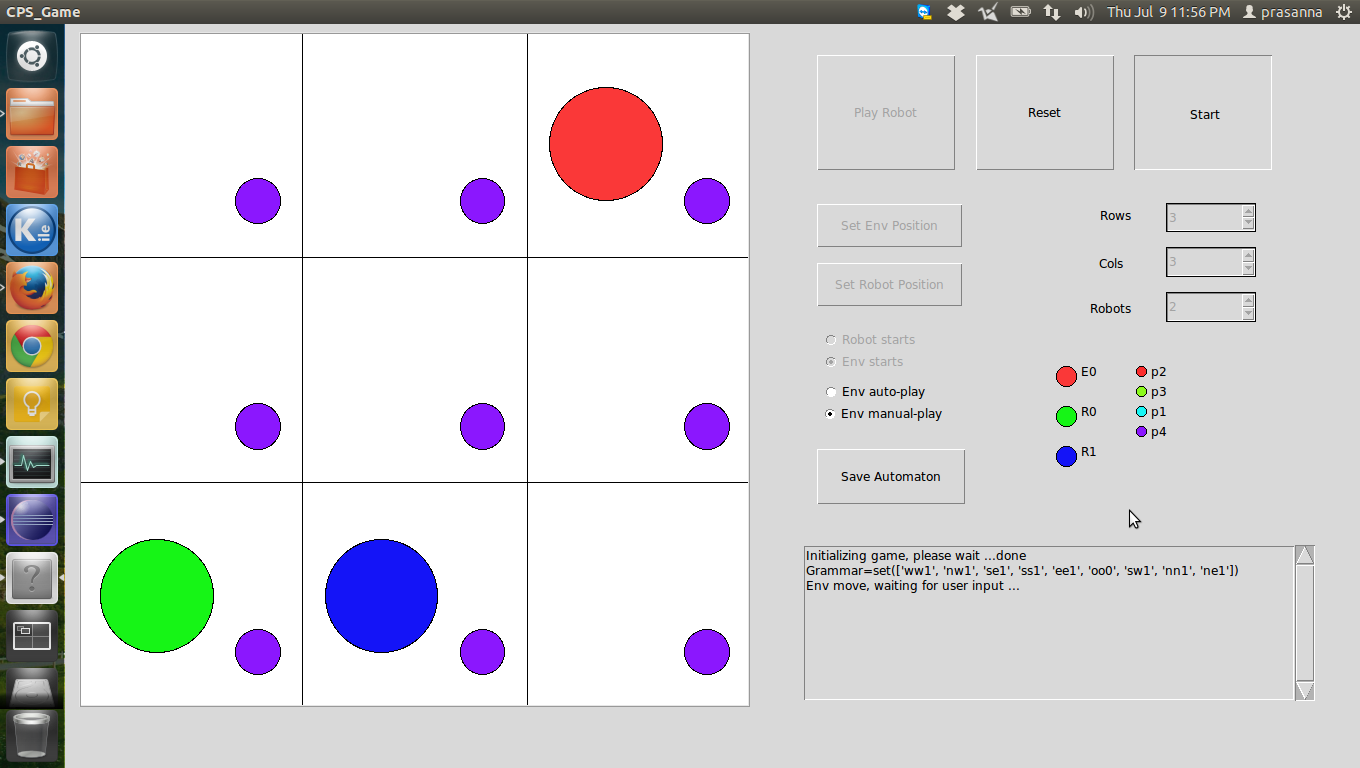 CPS_Game
Thu Jul 9 11:56 PM
prasanna
Play Robot
Reset
Start
Set Env Position
Set Robot Position
Robot starts
Env starts
Env auto-play
Env manual-play
Save Automaton
Rows
3
Cols
3
Robots
2
E0
R0
R1
p2
p3
p1
p4
Initializing game, please wait ...done
Grammar=set(['ww1', 'nw1', 'se1', 'ss1', 'ee1', 'oo0', 'sw1', 'nn1', 'ne1'])
Env move, waiting for user input ...
K
ile
?